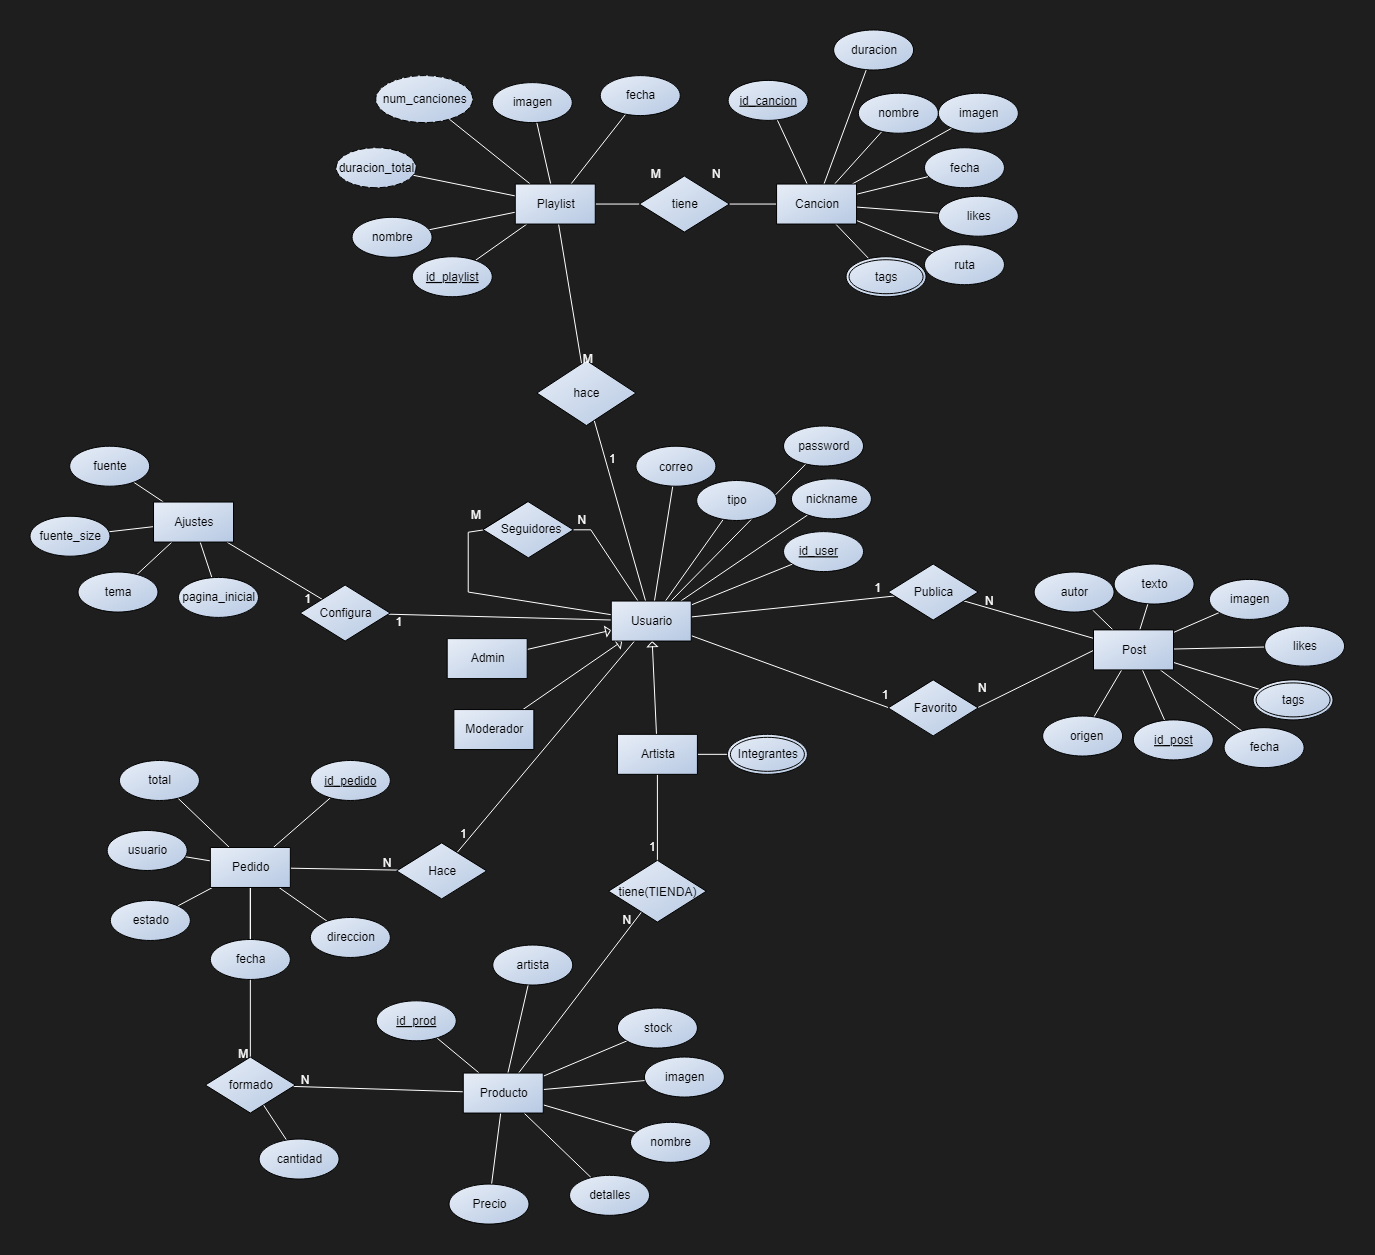 duracion
num_canciones
imagen
fecha
id_cancion
nombre
imagen
duracion_total
fecha
M
N
Playlist
tiene
Cancion
likes
nombre
id_playlist
tags
ruta
M
hace
1
password
correo
fuente
tipo
nickname
Ajustes
M
Seguidores
N
fuente_size
id_user
tema
pagina_inicial
1
Configura
1
Usuario
1
Publica
N
autor
texto
imagen
Admin
Post
likes
Moderador
1
Favorito
N
tags
origen
id_post
fecha
Artista
Integrantes
total
id_pedido
1
usuario
Pedido
N
Hace
1
tiene(TIENDA)
N
estado
direccion
fecha
artista
id_prod
stock
M
formado
N
Producto
imagen
cantidad
nombre
Precio
detalles